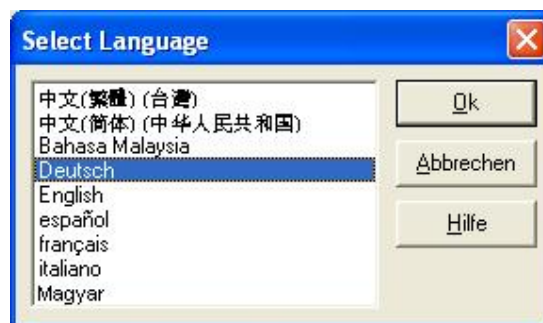 Select Language
中文(繁體) (台灣)
中文(简体) (中华人民共和国)
Bahasa Malaysia
Deutsch
English
español
français
italiano
Magyar
Ok
Abbrechen
Hilfe